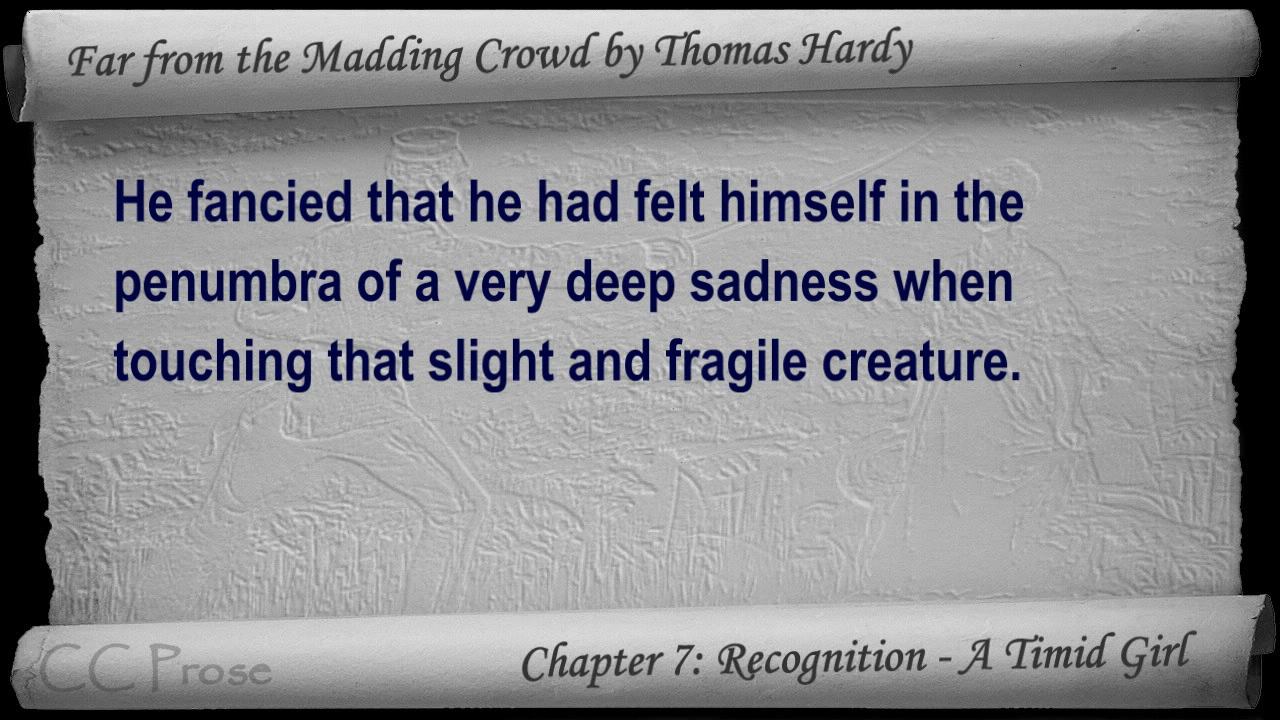 Far from the Madding Crowd by Thomas Hardy
He fancied that he had felt himself in the
penumbra of a very deep sadness when
touching that slight and fragile creature.
CC Prose
Chapter 7: Recognition - A Timid Girl